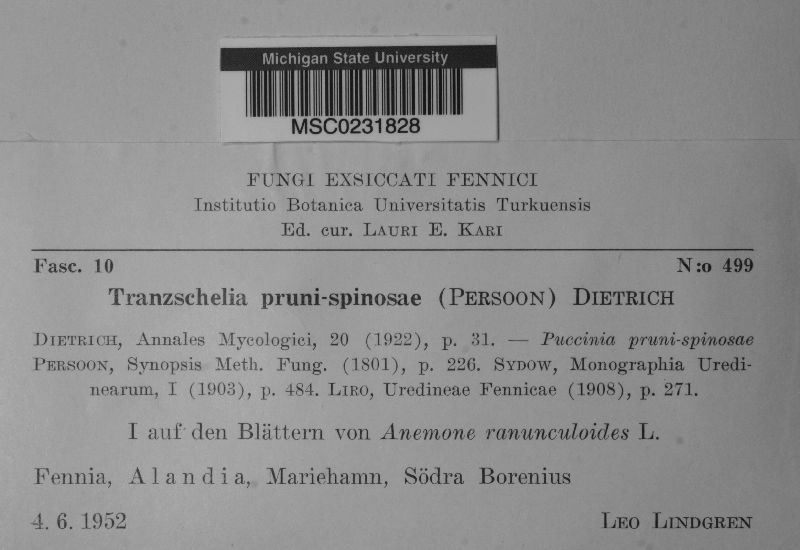 Michigan State University
MSC0231828
FUNGI EXSICCATI FENNICI
Institutio Botanica Universitatis Turkuensis
Ed. cur. LAURI E. KARI
Fasc. 10 N:o 499
Tranzschelia pruni-spinosae (PERSOON) DIETRICH
DIETRICH, Annales Mycologici, 20 (1922), p. 31. — Puccinia pruni-spinosae
PERSOON, Synopsis Meth. Fung. (1801), p. 226. SYDOW, Monographia Uredi-
nearum, I (1903), p. 484. LIRO, Uredineae Fennicae (1908), p. 271.
I auf den Blättern von Anemone ranunculoides L.
Fennia, Alandia, Mariehamn, Södra Borenius
4. 6. 1952 LEO LINDGREN